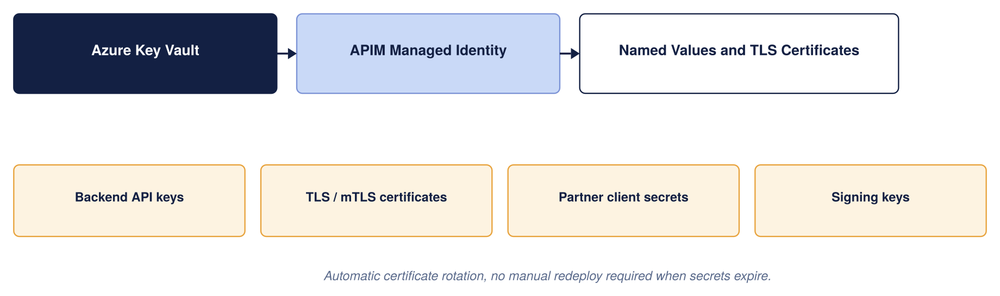 Azure Key Vault
APIM Managed Identity
Named Values and TLS Certificates
Backend API keys
TLS / mTLS certificates
Partner client secrets
Signing keys
Automatic certificate rotation, no manual redeploy required when secrets expire.